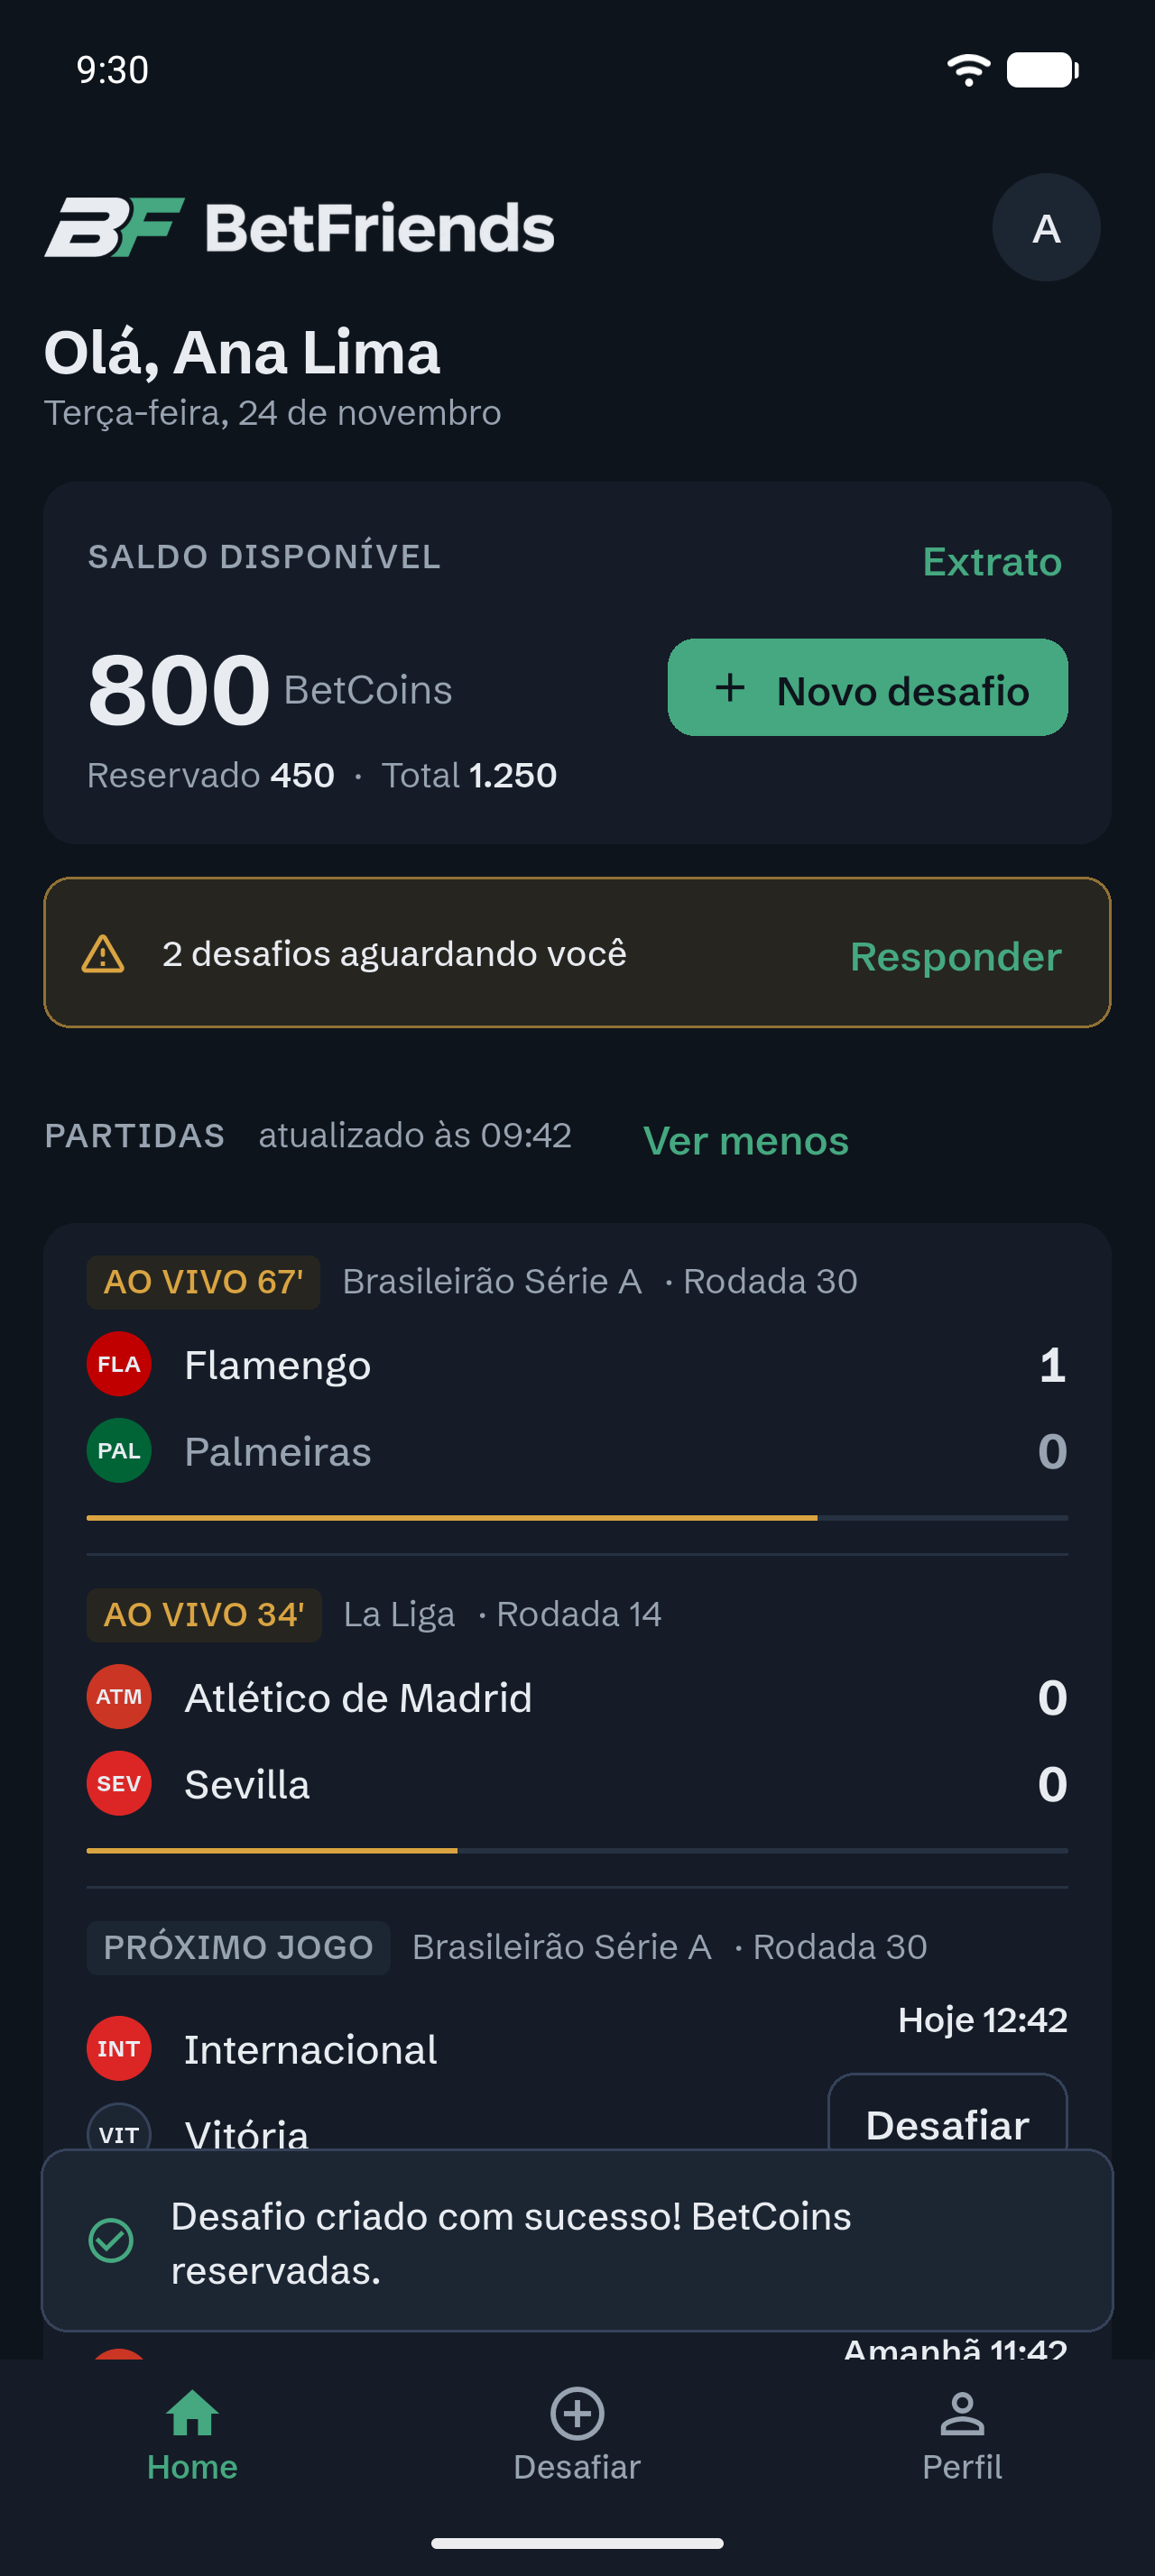 9:30
BF BetFriends
A
Olá, Ana Lima
Terça-feira, 24 de novembro
SALDO DISPONÍVEL
Extrato
800 BetCoins
+ Novo desafio
Reservado 450 · Total 1.250
2 desafios aguardando você
Responder
PARTIDAS atualizado às 09:42 Ver menos
AO VIVO 67' Brasileirão Série A · Rodada 30
FLA Flamengo 1
PAL Palmeiras 0
AO VIVO 34' La Liga · Rodada 14
ATM Atlético de Madrid 0
SEV Sevilla 0
PRÓXIMO JOGO Brasileirão Série A · Rodada 30
Hoje 12:42
INT Internacional
Desafiar
VIT Vitória
Desafio criado com sucesso! BetCoins
reservadas.
Amanhã 11:42
Home
Desafiar
Perfil